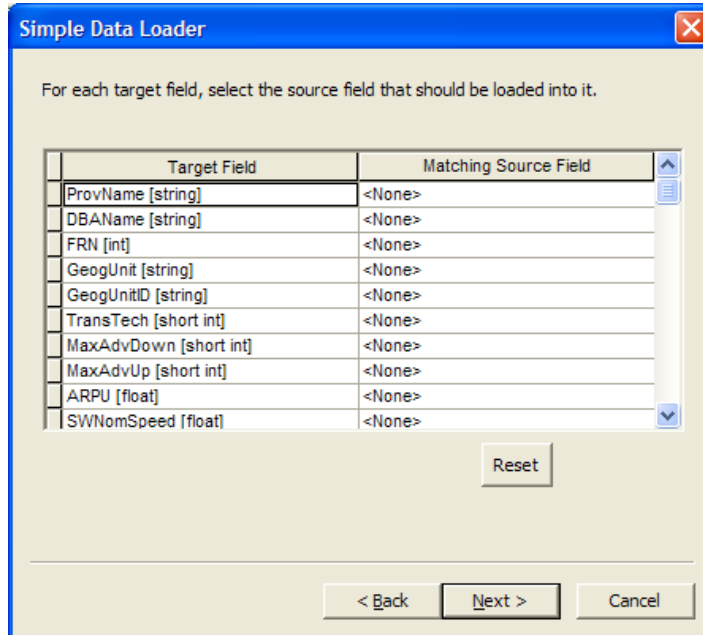 Simple Data Loader
For each target field, select the source field that should be loaded into it.
Target Field Matching Source Field
ProvName [string] <None>
DBAName [string] <None>
FRN [int] <None>
GeogUnit [string] <None>
GeogUnitID [string] <None>
TransTech [short int] <None>
MaxAdvDown [short int] <None>
MaxAdvUp [short int] <None>
ARPU [float] <None>
SWNomSpeed [float] <None>
Reset
< Back Next > Cancel